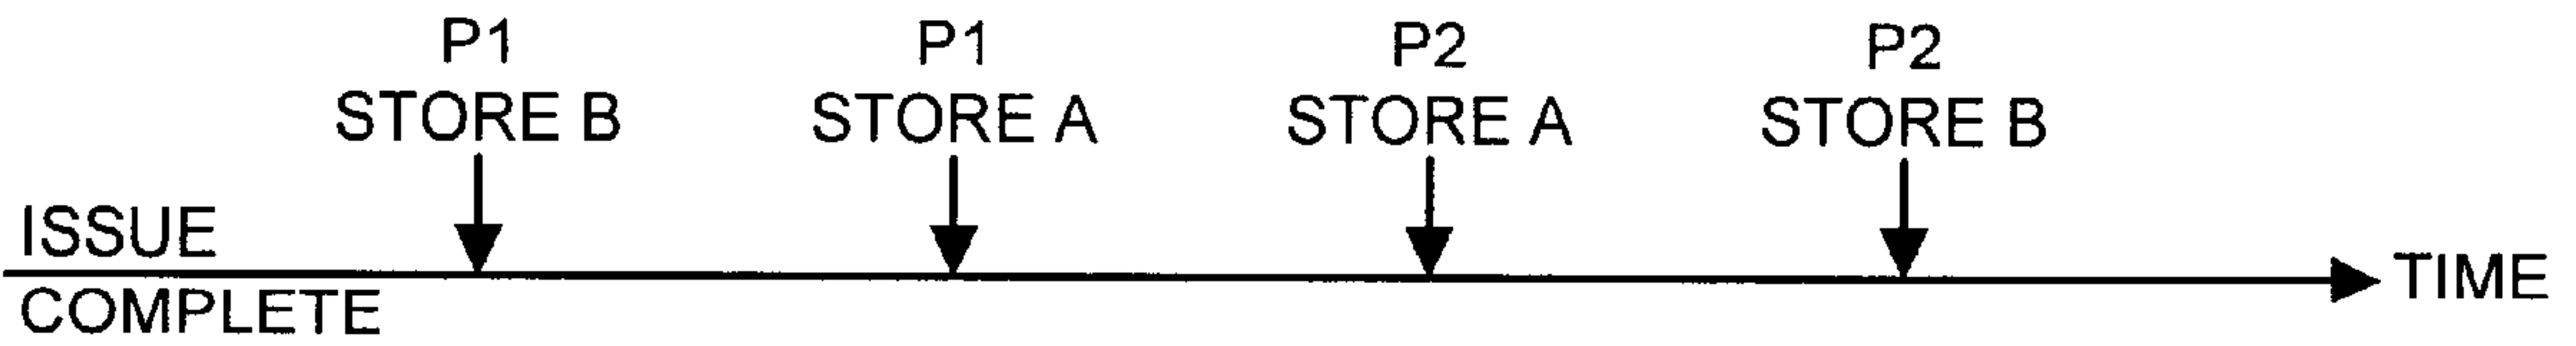 P1
STORE B
P1
STORE A
P2
STORE A
P2
STORE B
ISSUE
COMPLETE
TIME